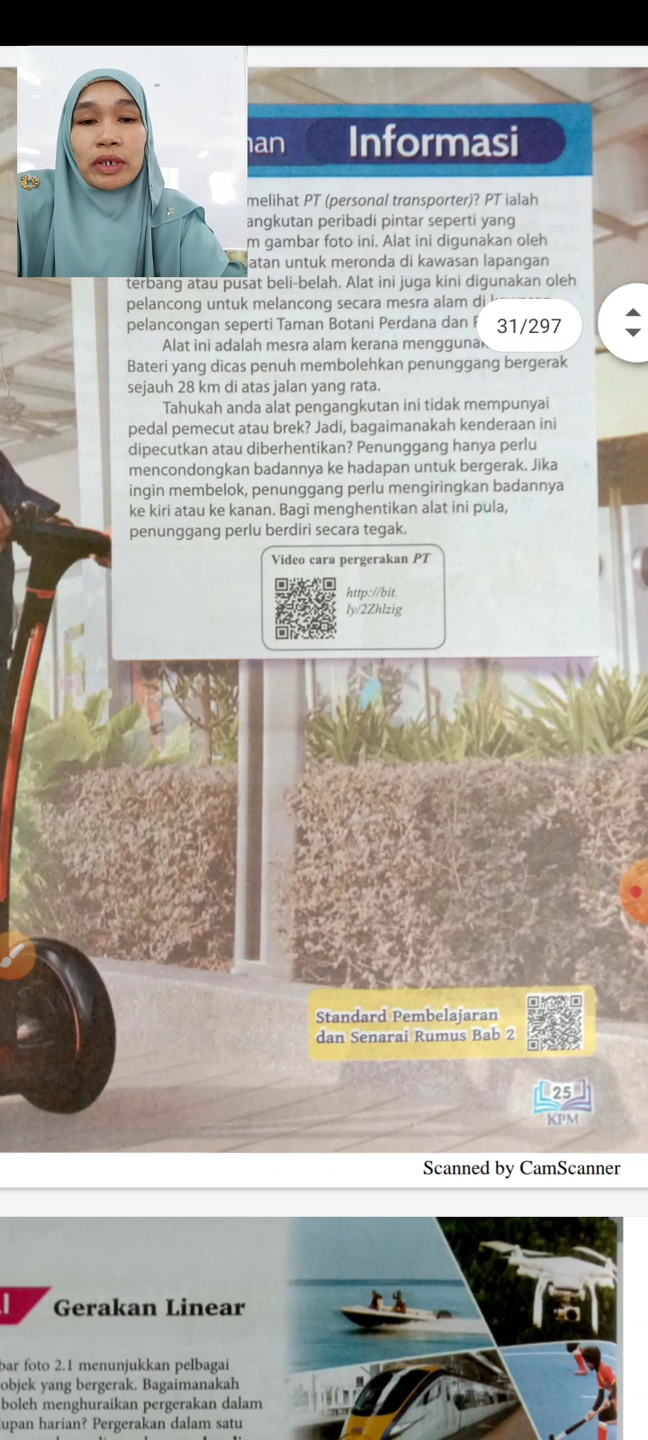 Informasi
melihat PT (personal transporter)? PT ialah
angkutan peribadi pintar seperti yang
gambar foto ini. Alat ini digunakan oleh
untuk meronda di kawasan lapangan
terbang atau pusat beli-belah. Alat ini juga kini digunakan oleh
pelancong untuk melancong secara mesra alam di
pelancongan seperti Taman Botani Perdana dan
31/297
Alat ini adalah mesra alam kerana
Bateri yang dicas penuh membolehkan penunggang bergerak
sejauh 28 km di atas jalan yang rata.
Tahukah anda alat pengangkutan ini tidak mempunyai
pedal pemecut atau brek? Jadi, bagaimanakah kenderaan ini
dipecutkan atau diberhentikan? Penunggang hanya perlu
mencondongkan badannya ke hadapan untuk bergerak. Jika
ingin membelok, penunggang perlu mengiringkan badannya
ke kiri atau ke kanan. Bagi menghentikan alat ini pula,
penunggang perlu berdiri secara tegak.
Video cara pergerakan PT
http://bit.
ly/2Zhlzig
Standard Pembelajaran
dan Senarai Rumus Bab 2
25
KPM
Scanned by CamScanner
Gerakan Linear
foto 2.1 menunjukkan pelbagai
objek yang bergerak. Bagaimanakah
boleh menghuraikan pergerakan dalam
harian? Pergerakan dalam satu